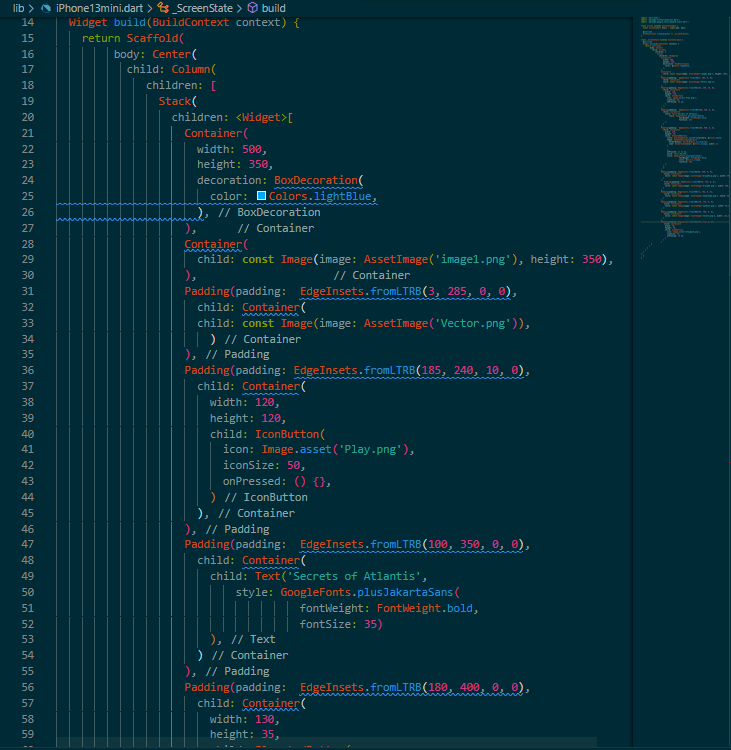 lib > iPhone13mini.dart > _ScreenState > build
14 Widget build(BuildContext context) {
15 return Scaffold(
16 body: Center(
17 child: Column(
18 children: [
19 Stack(
20 children: <Widget>[
21 Container(
22 width: 500,
23 height: 350,
24 decoration: BoxDecoration(
25 color: Colors.lightBlue,
26 ), // BoxDecoration
27 ), // Container
28 Container(
29 child: const Image(image: AssetImage('image1.png'), height: 350),
30 ), // Container
31 Padding(padding: EdgeInsets.fromLTRB(3, 285, 0, 0),
32 child: Container(
33 child: const Image(image: AssetImage('Vector.png')),
34 ) // Container
35 ), // Padding
36 Padding(padding: EdgeInsets.fromLTRB(185, 240, 10, 0),
37 child: Container(
38 width: 120,
39 height: 120,
40 child: IconButton(
41 icon: Image.asset('Play.png'),
42 iconSize: 50,
43 onPressed: () {},
44 ) // IconButton
45 ), // Container
46 ), // Padding
47 Padding(padding: EdgeInsets.fromLTRB(100, 350, 0, 0),
48 child: Container(
49 child: Text('Secrets of Atlantis',
50 style: GoogleFonts.plusJakartaSans(
51 fontWeight: FontWeight.bold,
52 fontSize: 35)
53 ), // Text
54 ) // Container
55 ), // Padding
56 Padding(padding: EdgeInsets.fromLTRB(180, 400, 0, 0),
57 child: Container(
58 width: 130,
59 height: 35,